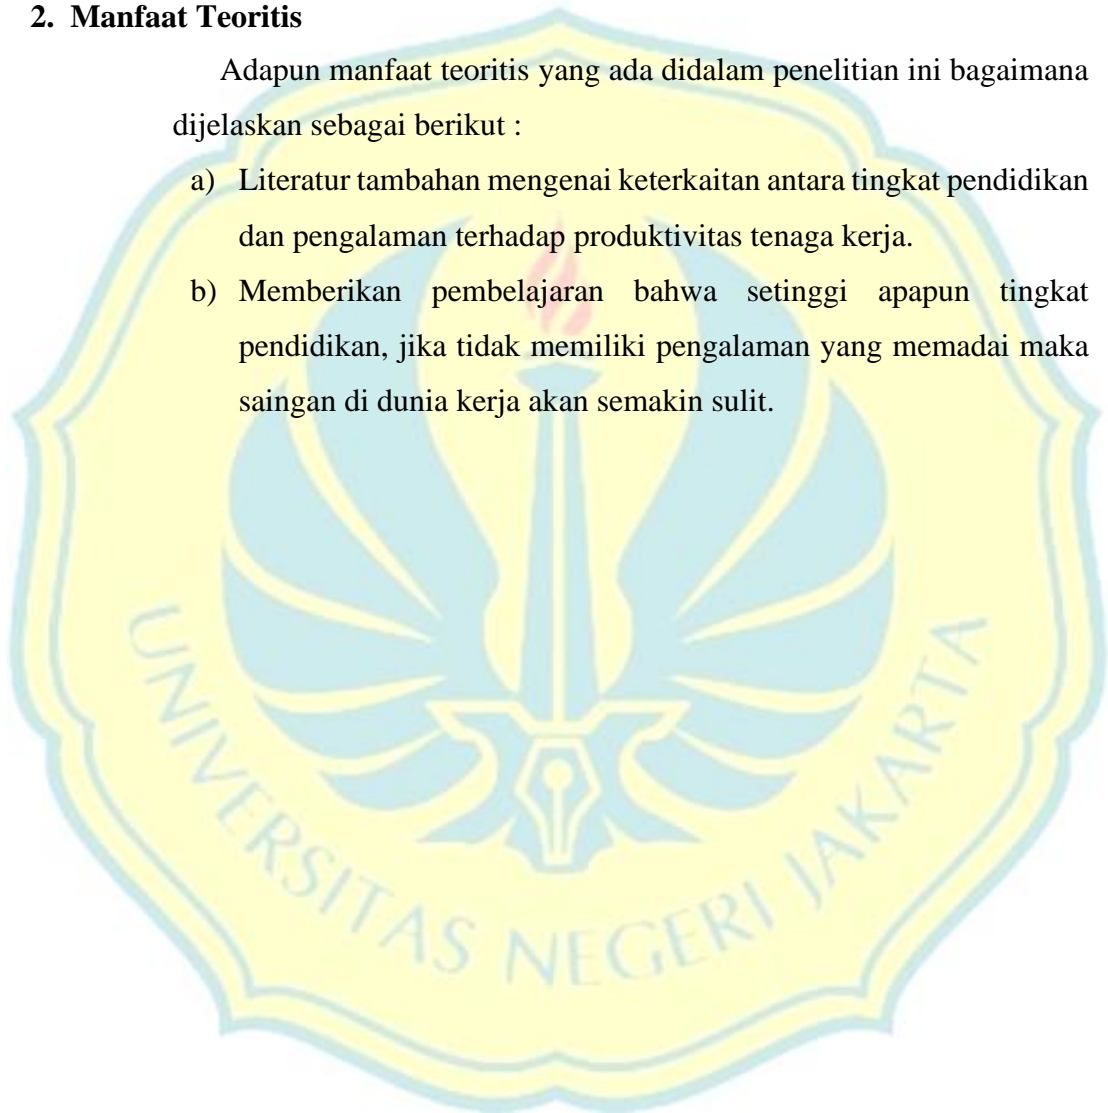 2. Manfaat Teoritis
Adapun manfaat teoritis yang ada didalam penelitian ini bagaimana
dijelaskan sebagai berikut :
a) Literatur tambahan mengenai keterkaitan antara tingkat pendidikan
dan pengalaman terhadap produktivitas tenaga kerja.
b) Memberikan pembelajaran bahwa setinggi apapun tingkat
pendidikan, jika tidak memiliki pengalaman yang memadai maka
saingan di dunia kerja akan semakin sulit.
UNIVERSITAS NEGERI JAKARTA